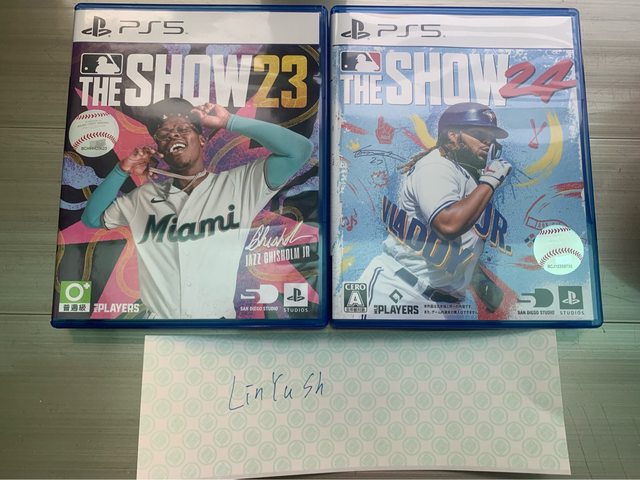 PS5
THE SHOW 23
Miami
Chisholm
JAZZ CHISHOLM JR
普遍級
MLB PLAYERS
SAN DIEGO STUDIO
STUDIOS
PS5
THE SHOW 24
VLADDY JR.
CERO
A
MLB PLAYERS
SAN DIEGO STUDIO
STUDIOS
LinYuSh